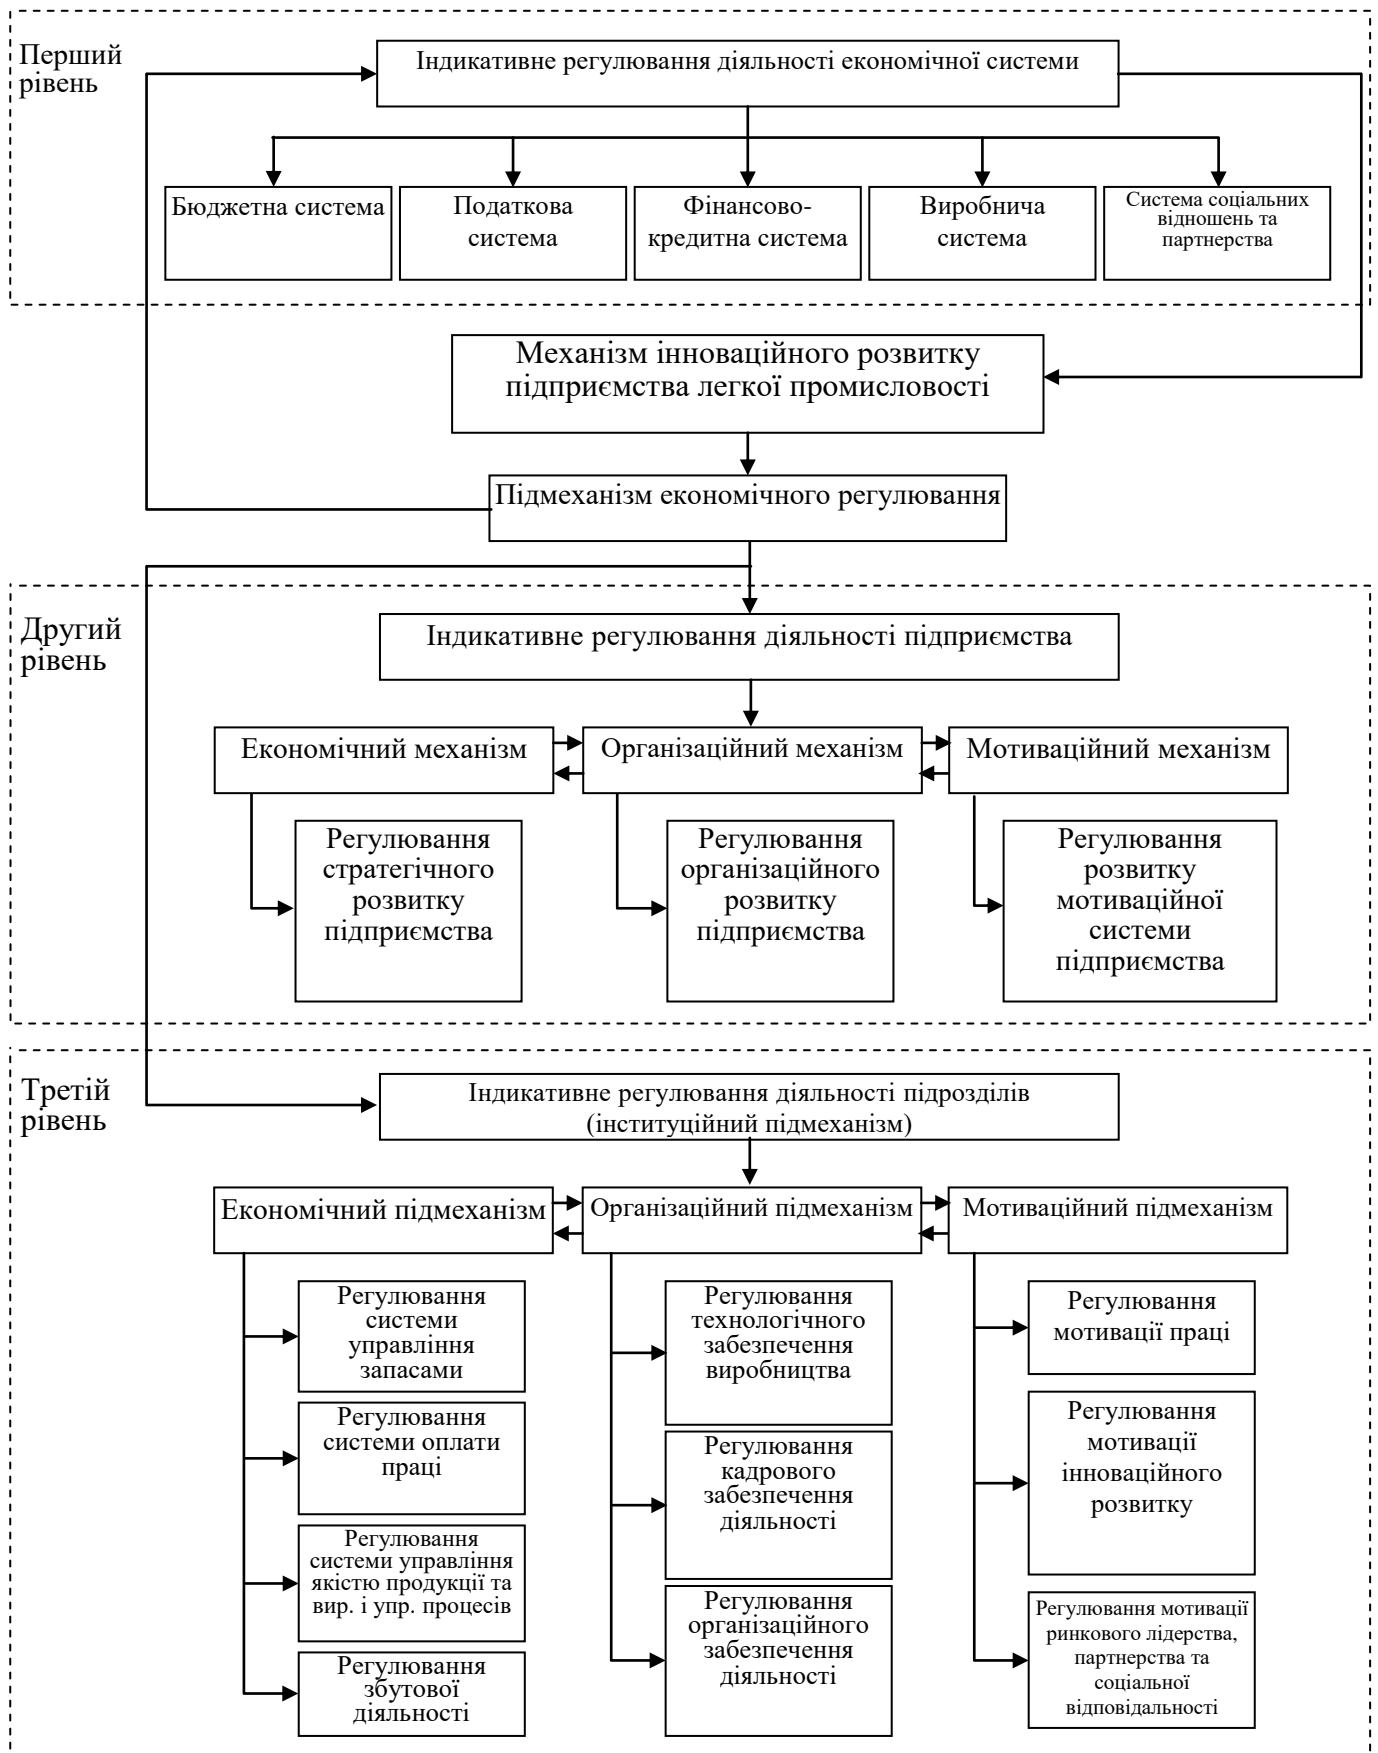 Перший
рівень
Індикативне регулювання діяльності економічної системи
Бюджетна система
Податкова
система
Фінансово-
кредитна система
Виробнича
система
Система соціальних
відношень та
партнерства
Механізм інноваційного розвитку
підприємства легкої промисловості
Підмеханізм економічного регулювання
Другий
рівень
Індикативне регулювання діяльності підприємства
Економічний механізм
Організаційний механізм
Мотиваційний механізм
Регулювання
стратегічного
розвитку
підприємства
Регулювання
організаційного
розвитку
підприємства
Регулювання
розвитку
мотиваційної
системи
підприємства
Третій
рівень
Індикативне регулювання діяльності підрозділів
(інституційний підмеханізм)
Економічний підмеханізм
Організаційний підмеханізм
Мотиваційний підмеханізм
Регулювання
системи
управління
запасами
Регулювання
системи оплати
праці
Регулювання
системи управління
якістю продукції та
вир. і упр. процесів
Регулювання
збутової
діяльності
Регулювання
технологічного
забезпечення
виробництва
Регулювання
кадрового
забезпечення
діяльності
Регулювання
організаційного
забезпечення
діяльності
Регулювання
мотивації праці
Регулювання
мотивації
інноваційного
розвитку
Регулювання мотивації
ринкового лідерства,
партнерства та
соціальної
відповідальності